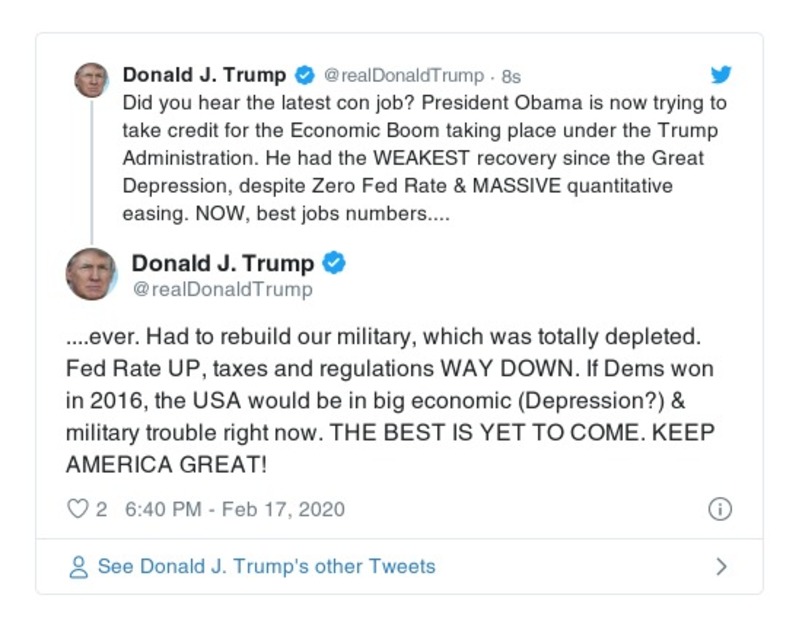 Donald J. Trump @realDonaldTrump · 8s
Did you hear the latest con job? President Obama is now trying to
take credit for the Economic Boom taking place under the Trump
Administration. He had the WEAKEST recovery since the Great
Depression, despite Zero Fed Rate & MASSIVE quantitative
easing. NOW, best jobs numbers....
Donald J. Trump
@realDonaldTrump
....ever. Had to rebuild our military, which was totally depleted.
Fed Rate UP, taxes and regulations WAY DOWN. If Dems won
in 2016, the USA would be in big economic (Depression?) &
military trouble right now. THE BEST IS YET TO COME. KEEP
AMERICA GREAT!
2 6:40 PM - Feb 17, 2020
See Donald J. Trump's other Tweets